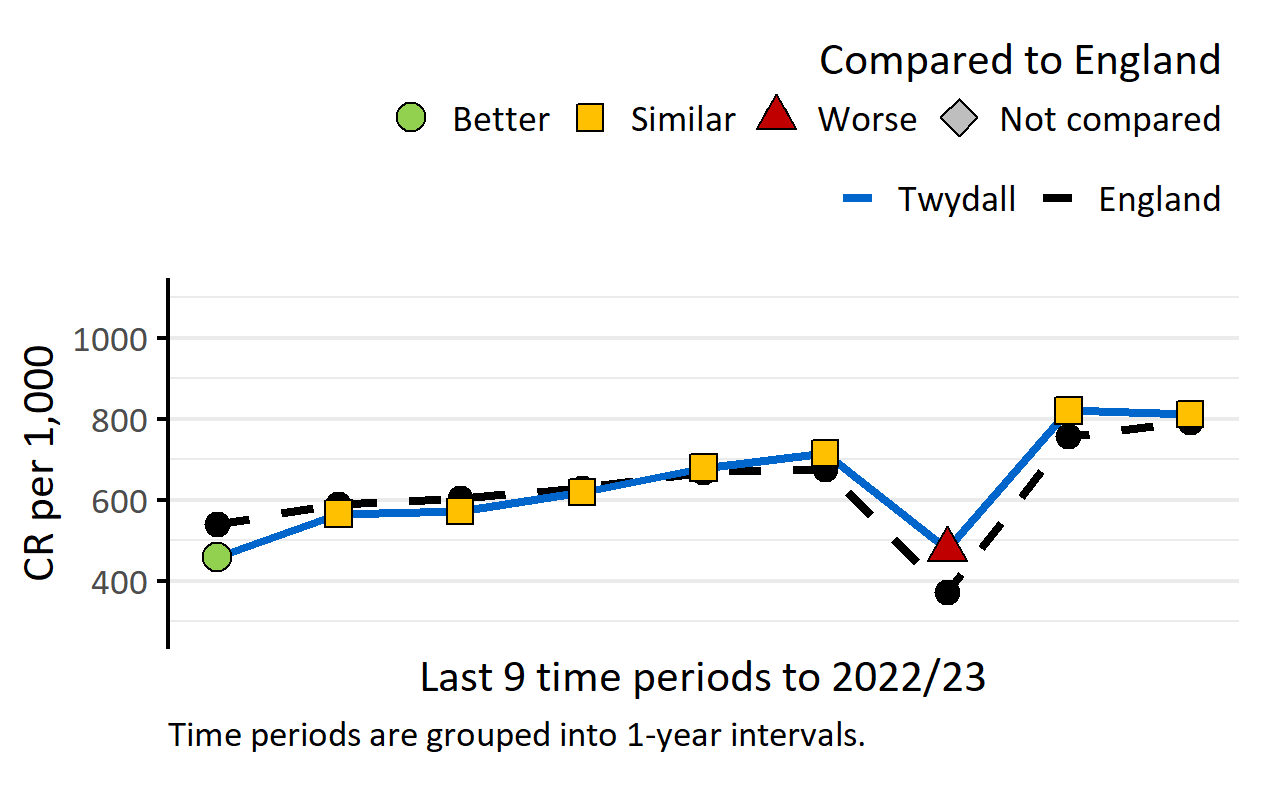 Compared to England
Better Similar Worse Not compared
Twydall England
1000
800
600
400
CR per 1,000
Last 9 time periods to 2022/23
Time periods are grouped into 1-year intervals.